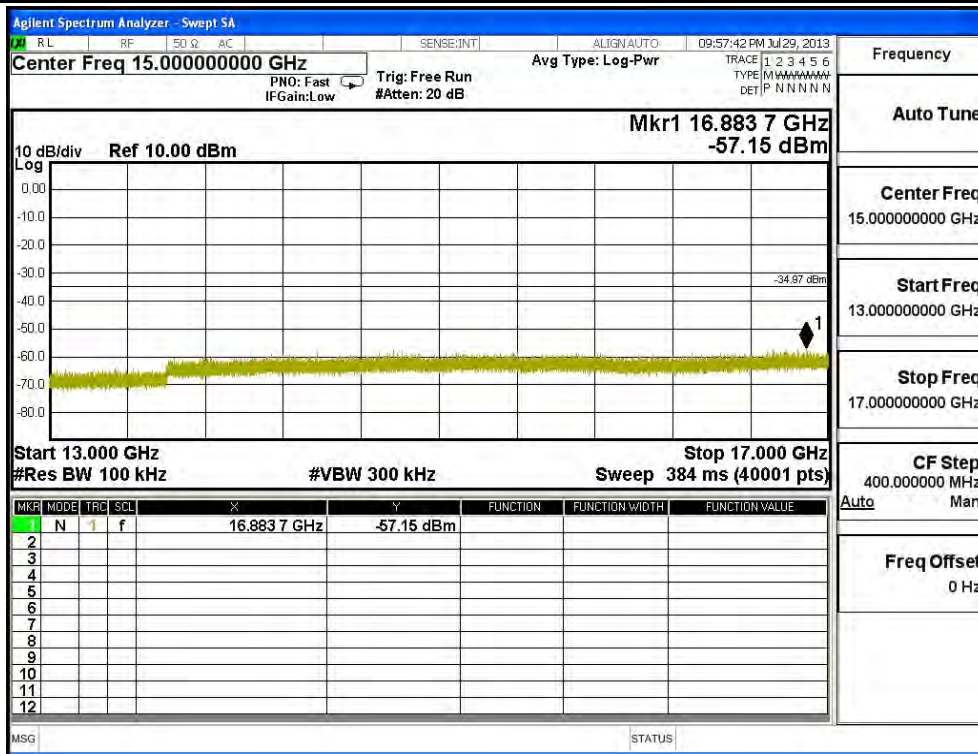 Agilent Spectrum Analyzer - Swept SA
RL RF 50 Ω AC SENSE:INT ALIGN AUTO 09:57:42 PM Jul 29, 2013
Center Freq 15.000000000 GHz
PNO: Fast
IFGain:Low
Trig: Free Run
#Atten: 20 dB
Avg Type: Log-Pwr
TRACE 1 2 3 4 5 6
TYPE M
DET P N N N N N
Mkr1 16.883 7 GHz
-57.15 dBm
10 dB/div Ref 10.00 dBm
Log
0.00
-10.0
-20.0
-30.0
-34.97 dBm
-40.0
-50.0
1
-60.0
-70.0
-80.0
Start 13.000 GHz Stop 17.000 GHz
#Res BW 100 kHz #VBW 300 kHz Sweep 384 ms (40001 pts)
MKR MODE TRC SCL X Y FUNCTION FUNCTION WIDTH FUNCTION VALUE
1 N 1 f 16.883 7 GHz -57.15 dBm
2
3
4
5
6
7
8
9
10
11
12
MSG STATUS
Frequency
Auto Tune
Center Freq
15.000000000 GHz
Start Freq
13.000000000 GHz
Stop Freq
17.000000000 GHz
CF Step
400.000000 MHz
Auto Man
Freq Offset
0 Hz